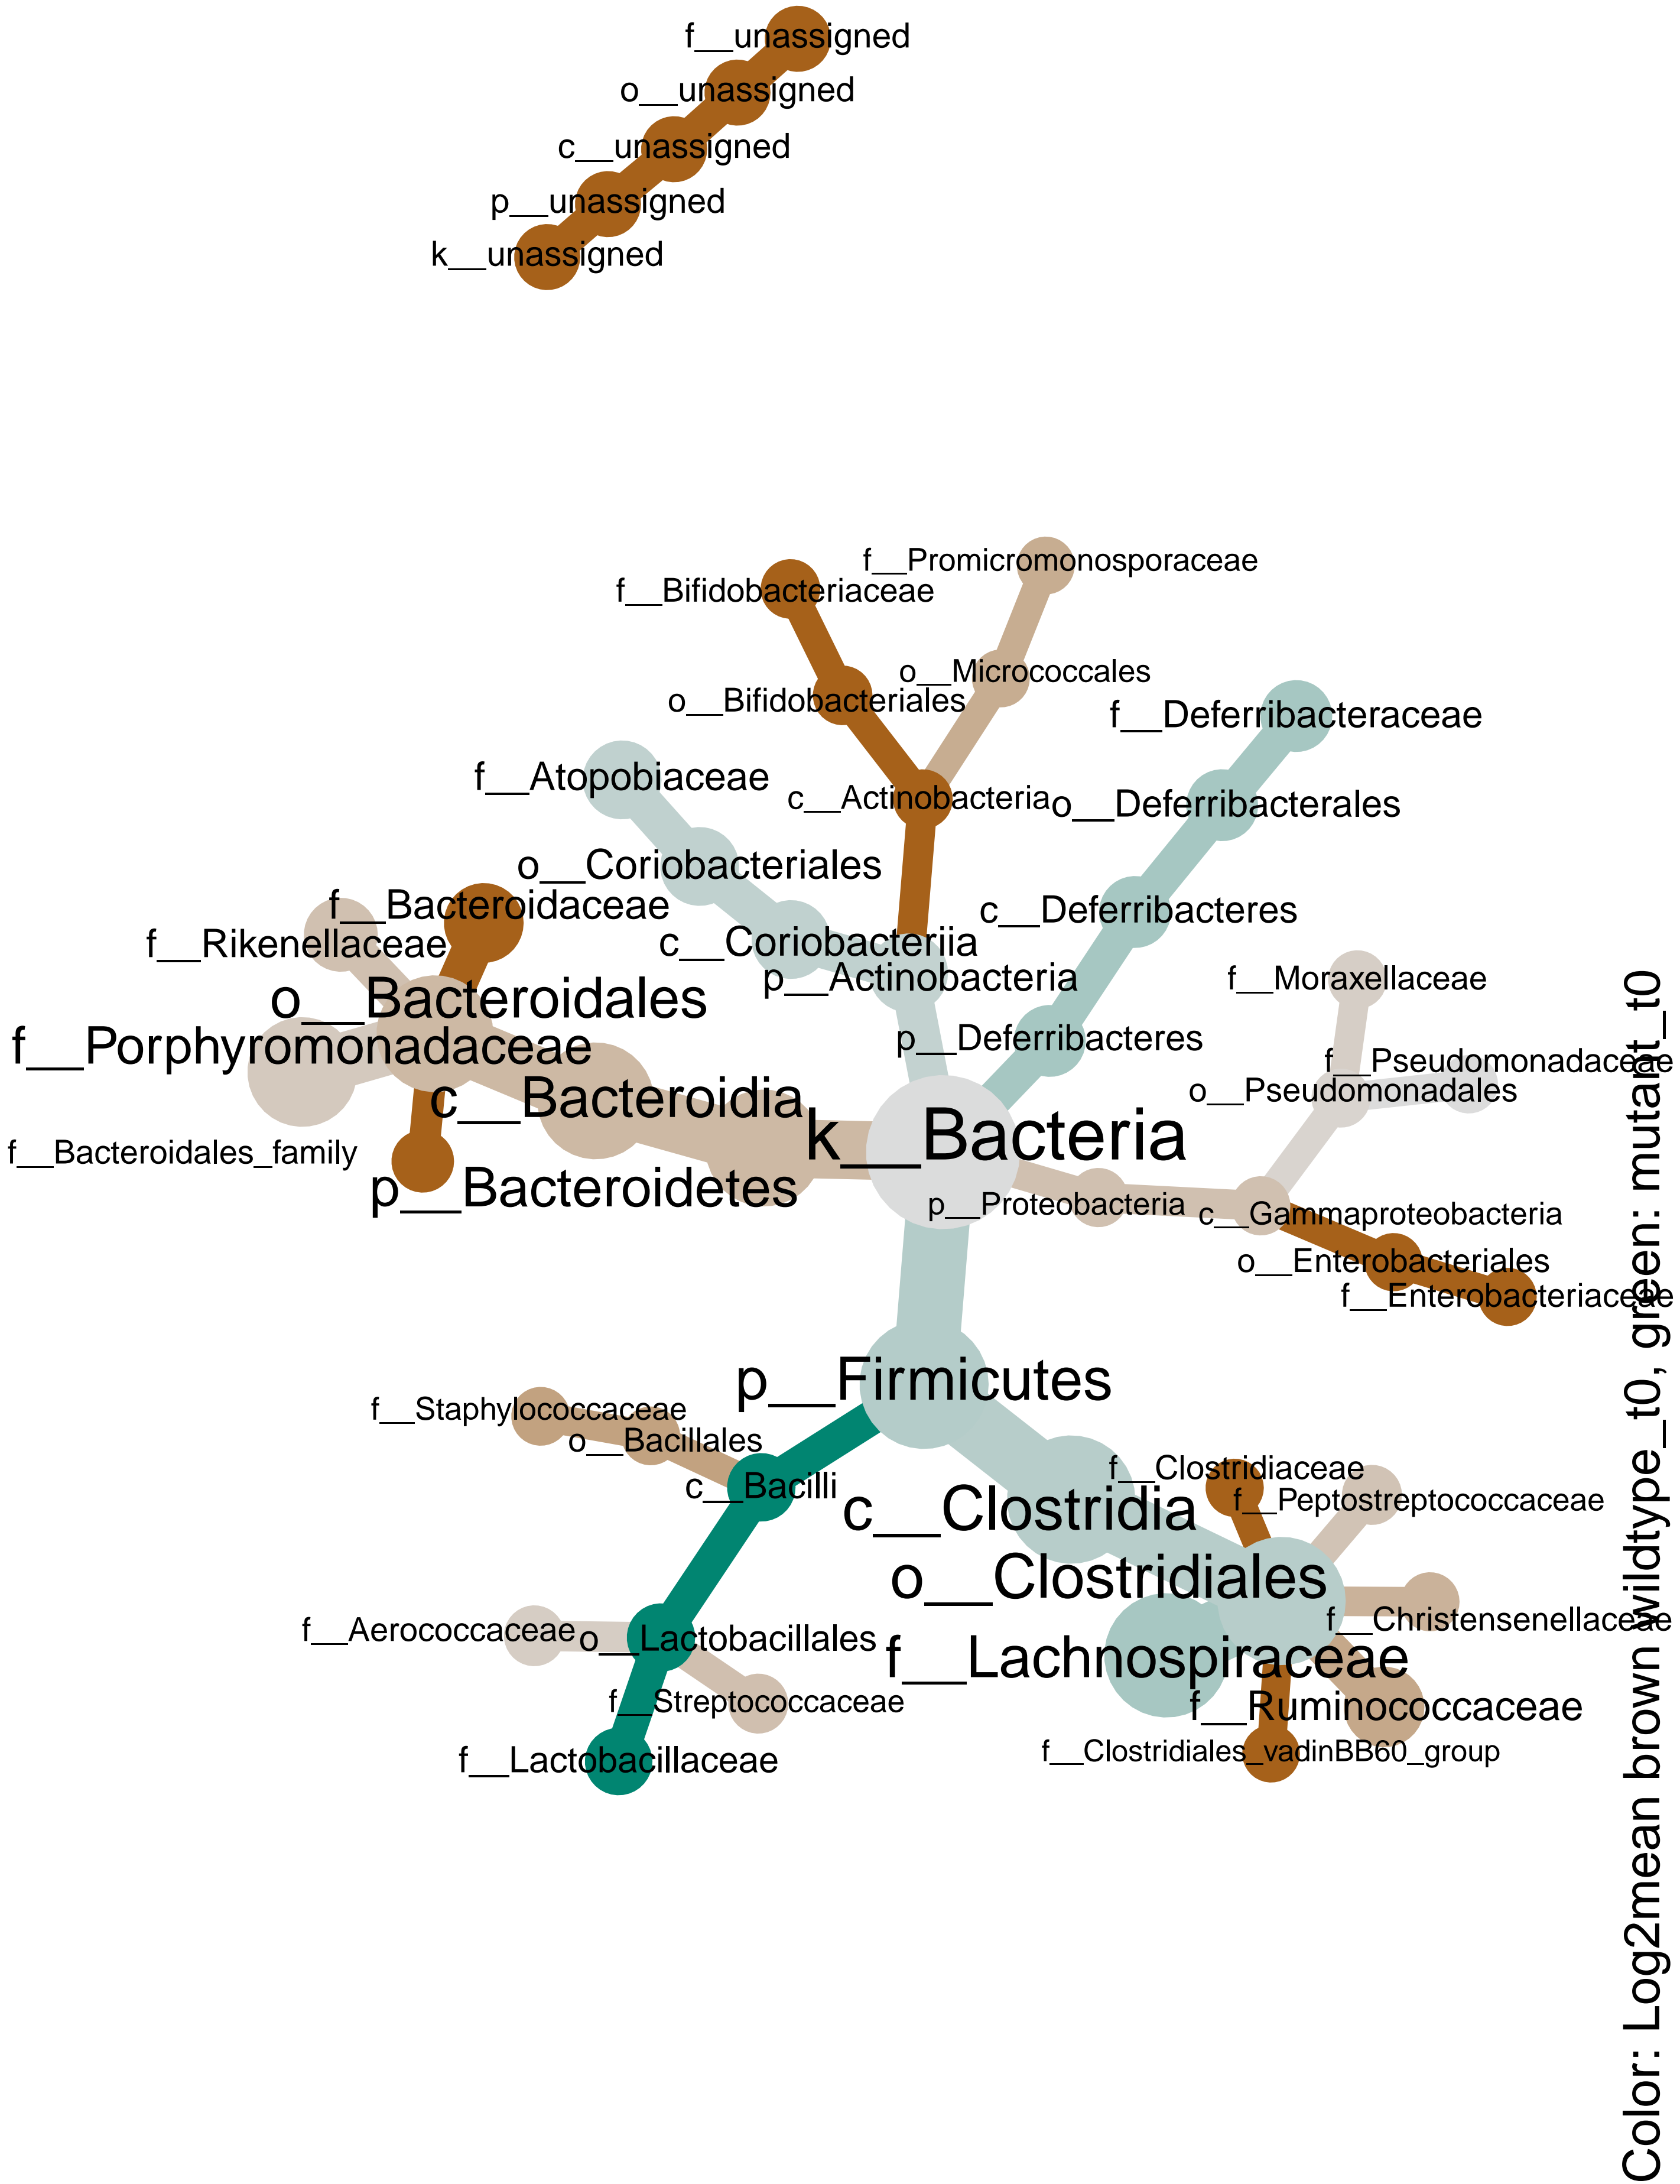 f__unassigned
o__unassigned
c__unassigned
p__unassigned
k__unassigned
f__Promicromonosporaceae
f__Bifidobacteriaceae
o__Micrococcales
o__Bifidobacteriales
f__Deferribacteraceae
f__Atopobiaceae
c__Actinobacteria
o__Deferribacterales
o__Coriobacteriales
f__Bacteroidaceae
c__Deferribacteres
f__Rikenellaceae
c__Coriobacteriia
p__Actinobacteria
f__Moraxellaceae
o__Bacteroidales
p__Deferribacteres
f__Porphyromonadaceae
f__Pseudomonadaceae
o__Pseudomonadales
c__Bacteroidia
k__Bacteria
f__Bacteroidales_family
p__Bacteroidetes
p__Proteobacteria
c__Gammaproteobacteria
o__Enterobacteriales
f__Enterobacteriaceae
p__Firmicutes
f__Staphylococcaceae
o__Bacillales
f__Clostridiaceae
c__Bacilli
f__Peptostreptococcaceae
c__Clostridia
o__Clostridiales
f__Christensenellaceae
f__Aerococcaceae
o__Lactobacillales
f__Lachnospiraceae
f__Streptococcaceae
f__Ruminococcaceae
f__Clostridiales_vadinBB60_group
f__Lactobacillaceae
Color: Log2mean brown wildtype_t0, green: mutant_t0